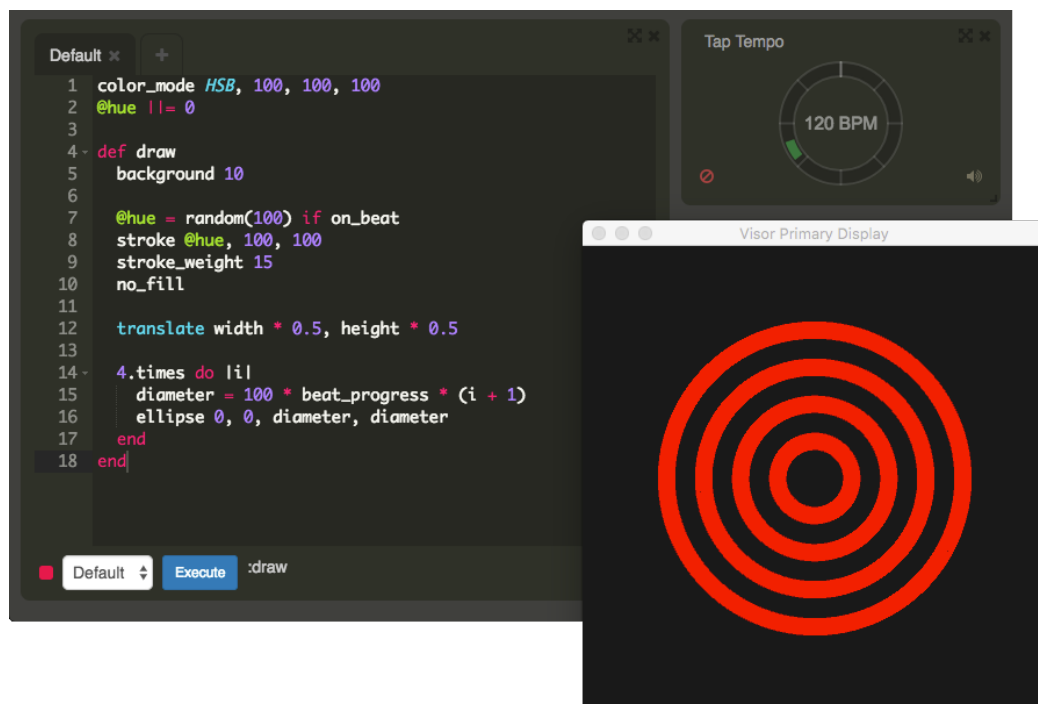 Default ×
+
1 color_mode HSB, 100, 100, 100
2 @hue ||= 0
3
4 def draw
5   background 10
6
7   @hue = random(100) if on_beat
8   stroke @hue, 100, 100
9   stroke_weight 15
10   no_fill
11
12   translate width * 0.5, height * 0.5
13
14   4.times do |i|
15     diameter = 100 * beat_progress * (i + 1)
16     ellipse 0, 0, diameter, diameter
17   end
18 end
Default
Execute
:draw
Tap Tempo
120 BPM
Visor Primary Display